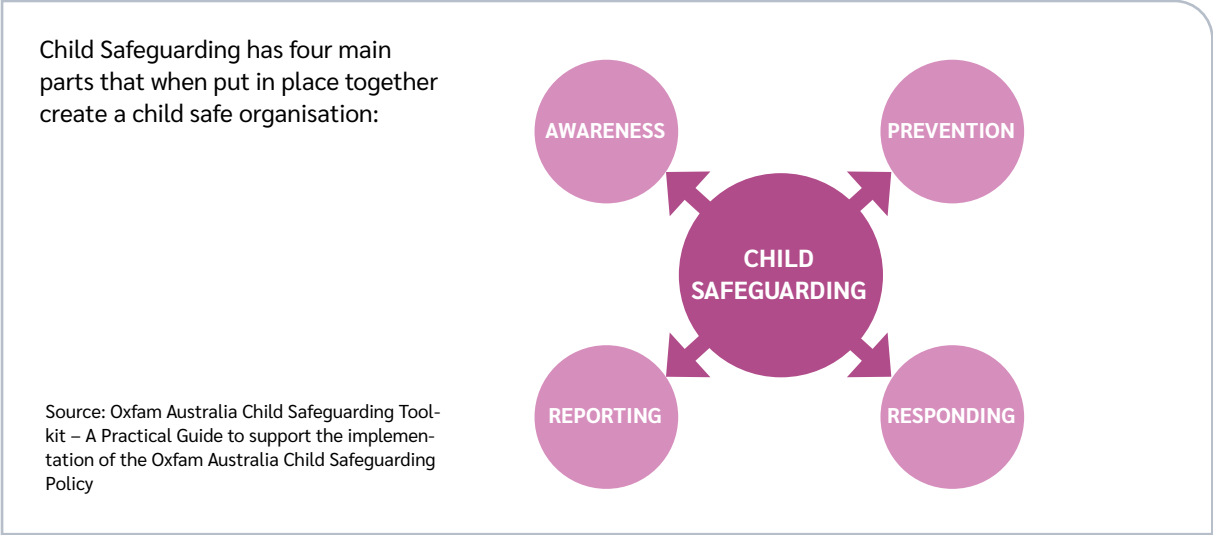 Child Safeguarding has four main
parts that when put in place together
create a child safe organisation:
AWARENESS
PREVENTION
CHILD
SAFEGUARDING
REPORTING
RESPONDING
Source: Oxfam Australia Child Safeguarding Tool-
kit – A Practical Guide to support the implemen-
tation of the Oxfam Australia Child Safeguarding
Policy